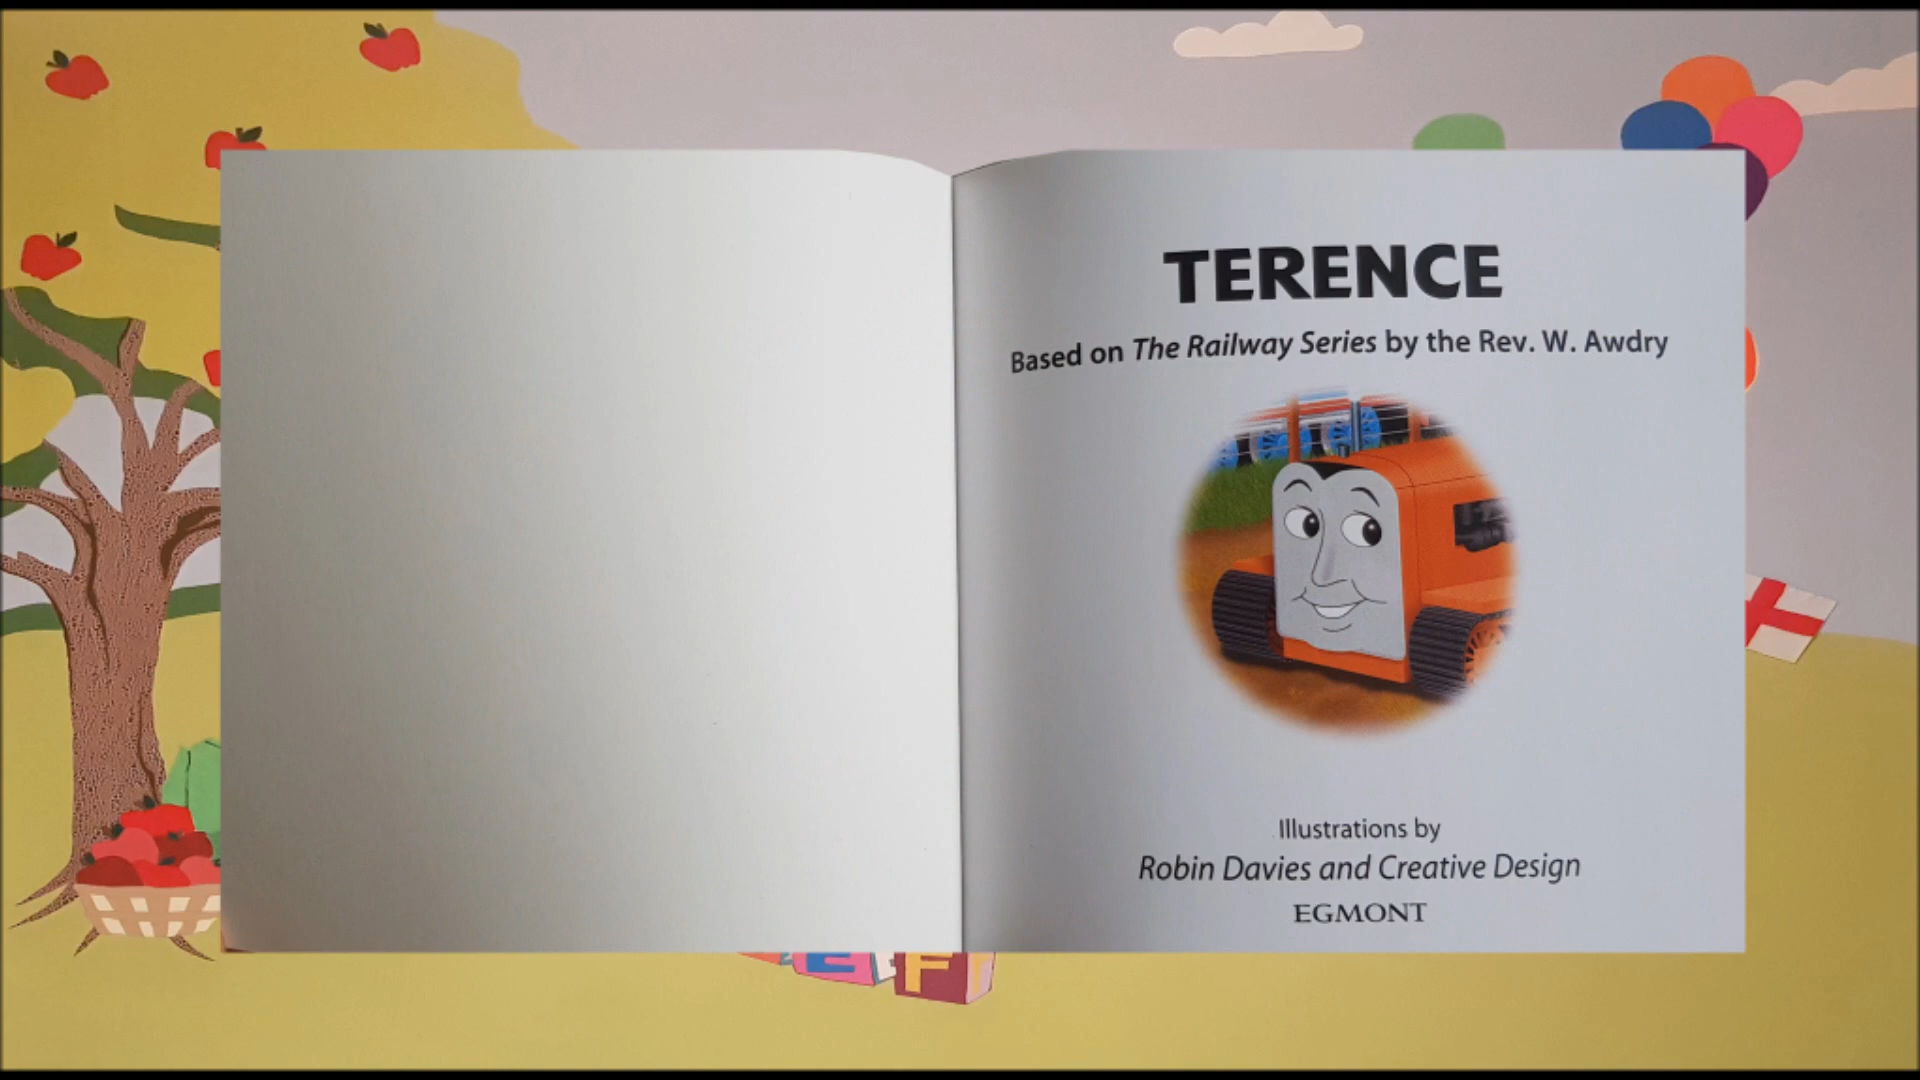 TERENCE
Based on The Railway Series by the Rev. W. Awdry
Illustrations by
Robin Davies and Creative Design
EGMONT
E F